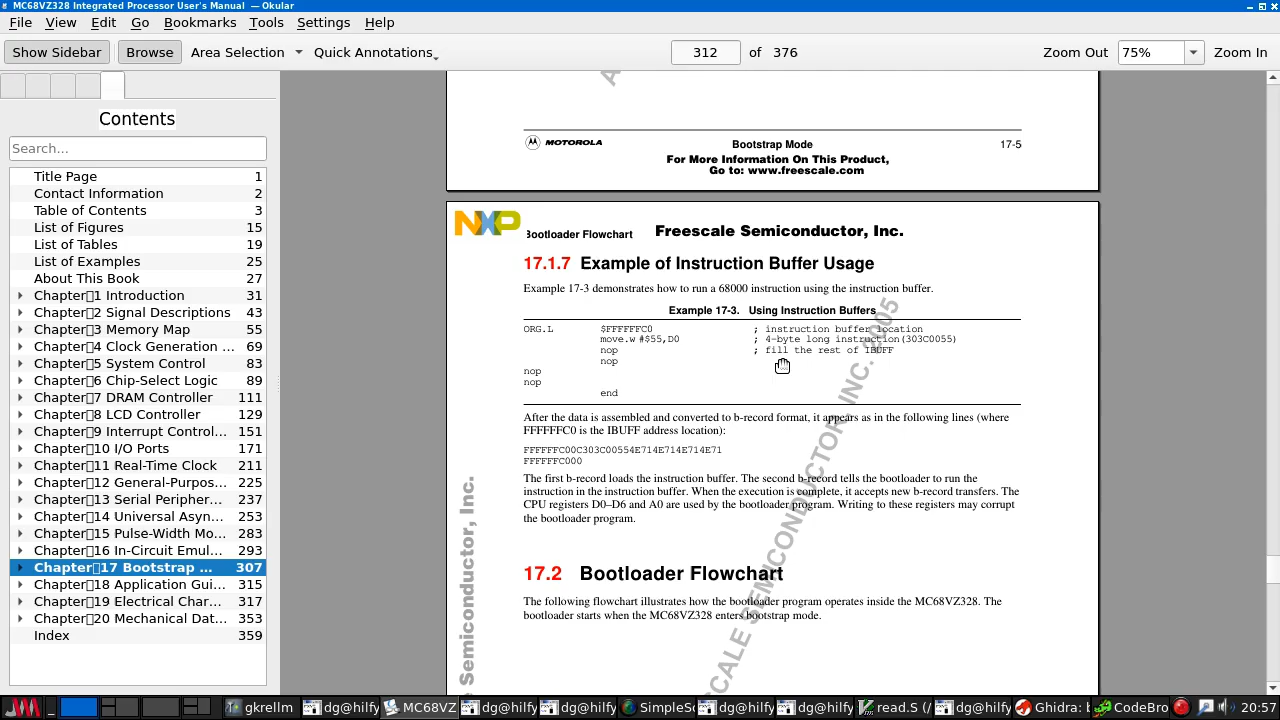 MC68VZ328 Integrated Processor User's Manual — Okular
File View Edit Go Bookmarks Tools Settings Help
Show Sidebar Browse Area Selection Quick Annotations 312 of 376 Zoom Out 75% Zoom In
Contents
Search...
Title Page 1
Contact Information 2
Table of Contents 3
List of Figures 15
List of Tables 19
List of Examples 25
About This Book 27
Chapter 1 Introduction 31
Chapter 2 Signal Descriptions 43
Chapter 3 Memory Map 55
Chapter 4 Clock Generation ... 69
Chapter 5 System Control 83
Chapter 6 Chip-Select Logic 89
Chapter 7 DRAM Controller 111
Chapter 8 LCD Controller 129
Chapter 9 Interrupt Control... 151
Chapter 10 I/O Ports 171
Chapter 11 Real-Time Clock 211
Chapter 12 General-Purpos... 225
Chapter 13 Serial Peripher... 237
Chapter 14 Universal Asyn... 253
Chapter 15 Pulse-Width Mo... 283
Chapter 16 In-Circuit Emul... 293
Chapter 17 Bootstrap ... 307
Chapter 18 Application Gui... 315
Chapter 19 Electrical Char... 317
Chapter 20 Mechanical Dat... 353
Index 359
A
MOTOROLA Bootstrap Mode 17-5
For More Information On This Product,
Go to: www.freescale.com
NXP
Bootloader Flowchart Freescale Semiconductor, Inc.
17.1.7 Example of Instruction Buffer Usage
Example 17-3 demonstrates how to run a 68000 instruction using the instruction buffer.
Example 17-3. Using Instruction Buffers
ORG.L $FFFFFFC0 ; instruction buffer location
move.w #$55,D0 ; 4-byte long instruction(303C0055)
nop ; fill the rest of IBUFF
nop
nop
nop
end
After the data is assembled and converted to b-record format, it appears as in the following lines (where
FFFFFFC0 is the IBUFF address location):
FFFFFFC00C303C00554E714E714E714E71
FFFFFFC000
The first b-record loads the instruction buffer. The second b-record tells the bootloader to run the
instruction in the instruction buffer. When the execution is complete, it accepts new b-record transfers. The
CPU registers D0–D6 and A0 are used by the bootloader program. Writing to these registers may corrupt
the bootloader program.
17.2 Bootloader Flowchart
The following flowchart illustrates how the bootloader program operates inside the MC68VZ328. The
bootloader starts when the MC68VZ328 enters bootstrap mode.
Semiconductor, Inc.
SCALE SEMICONDUCTOR, INC. 2005
gkrellm dg@hilfy MC68VZ dg@hilfy dg@hilfy SimpleSc dg@hilfy dg@hilfy read.S (/ dg@hilfy Ghidra: b CodeBro 20:57